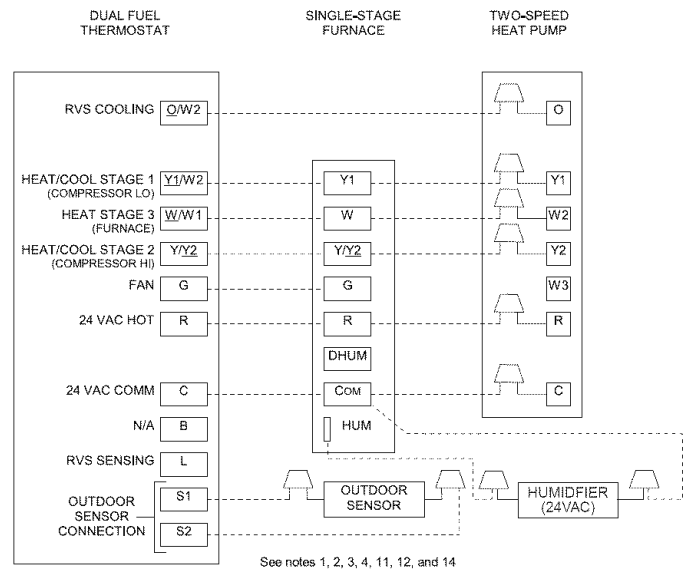 DUAL FUEL
THERMOSTAT
SINGLE-STAGE
FURNACE
TWO-SPEED
HEAT PUMP
RVS COOLING O/W2 O
HEAT/COOL STAGE 1
(COMPRESSOR LO)
Y1/W2 Y1 Y1
HEAT STAGE 3
(FURNACE)
W/W1 W W2
HEAT/COOL STAGE 2
(COMPRESSOR HI)
Y/Y2 Y/Y2 Y2
FAN G G W3
24 VAC HOT R R R
DHUM
24 VAC COMM C COM C
N/A B HUM
RVS SENSING L
OUTDOOR
SENSOR
CONNECTION
S1
S2
OUTDOOR
SENSOR
HUMIDFIER
(24VAC)
See notes 1, 2, 3, 4, 11, 12, and 14